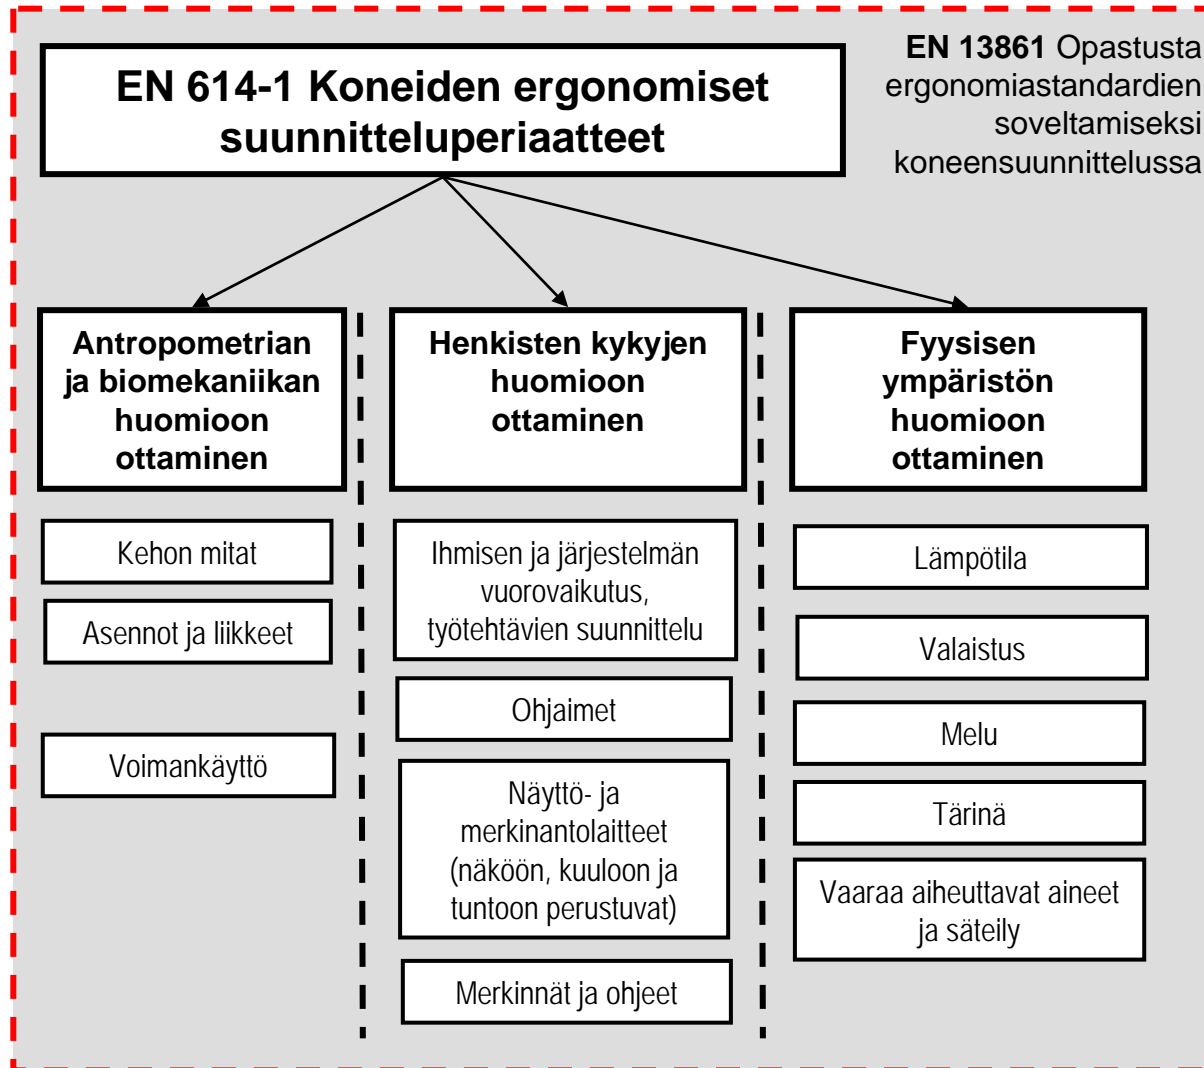 EN 614-1 Koneiden ergonomiset
suunnitteluperiaatteet
EN 13861 Opastusta
ergonomiastandardien
soveltamiseksi
koneensuunnittelussa
Antropometrian
ja biomekaniikan
huomioon
ottaminen
Kehon mitat
Asennot ja liikkeet
Voimankäyttö
Henkisten kykyjen
huomioon
ottaminen
Ihmisen ja järjestelmän
vuorovaikutus,
työtehtävien suunnittelu
Ohjaimet
Näyttö- ja
merkinantolaitteet
(näköön, kuuloon ja
tuntoon perustuvat)
Merkinnät ja ohjeet
Fyysisen
ympäristön
huomioon
ottaminen
Lämpötila
Valaistus
Melu
Tärinä
Vaaraa aiheuttavat aineet
ja säteily